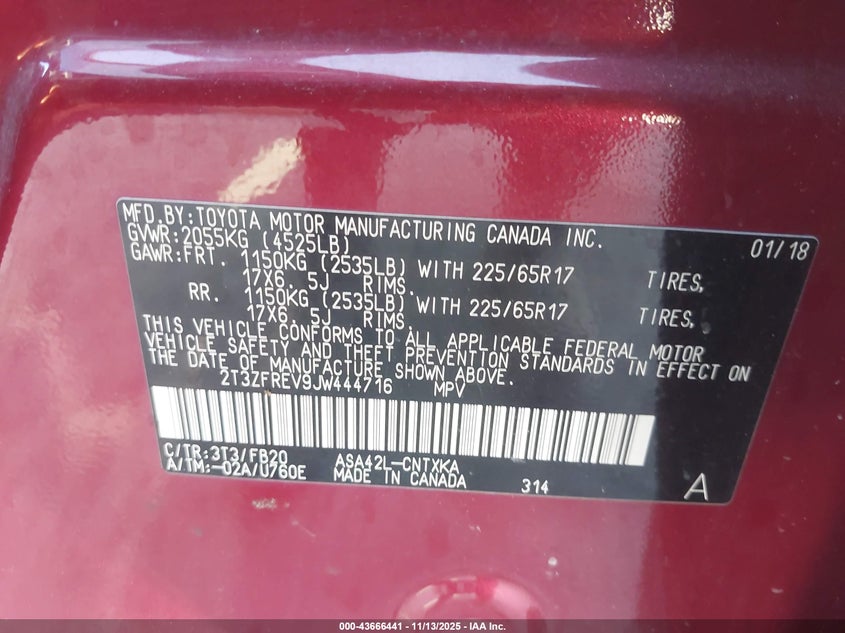 MFD.BY:TOYOTA MOTOR MANUFACTURING CANADA INC. 01/18
GVWR:2055KG (4525LB)
GAWR:FRT. 1150KG (2535LB) WITH 225/65R17 TIRES,
17X6. 5J RIMS.
RR. 1150KG (2535LB) WITH 225/65R17 TIRES,
17X6. 5J RIMS.
THIS VEHICLE CONFORMS TO ALL APPLICABLE FEDERAL MOTOR
VEHICLE SAFETY AND THEFT PREVENTION STANDARDS IN EFFECT ON
THE DATE OF MANUFACTURE SHOWN ABOVE.
2T3ZFREV9JW444716 MPV
C/TR:3T3/FB20 ASA42L-CNTXKA
A/TM:-02A/U760E MADE IN CANADA 314 A
000-43666441 - 11/13/2025 - IAA Inc.